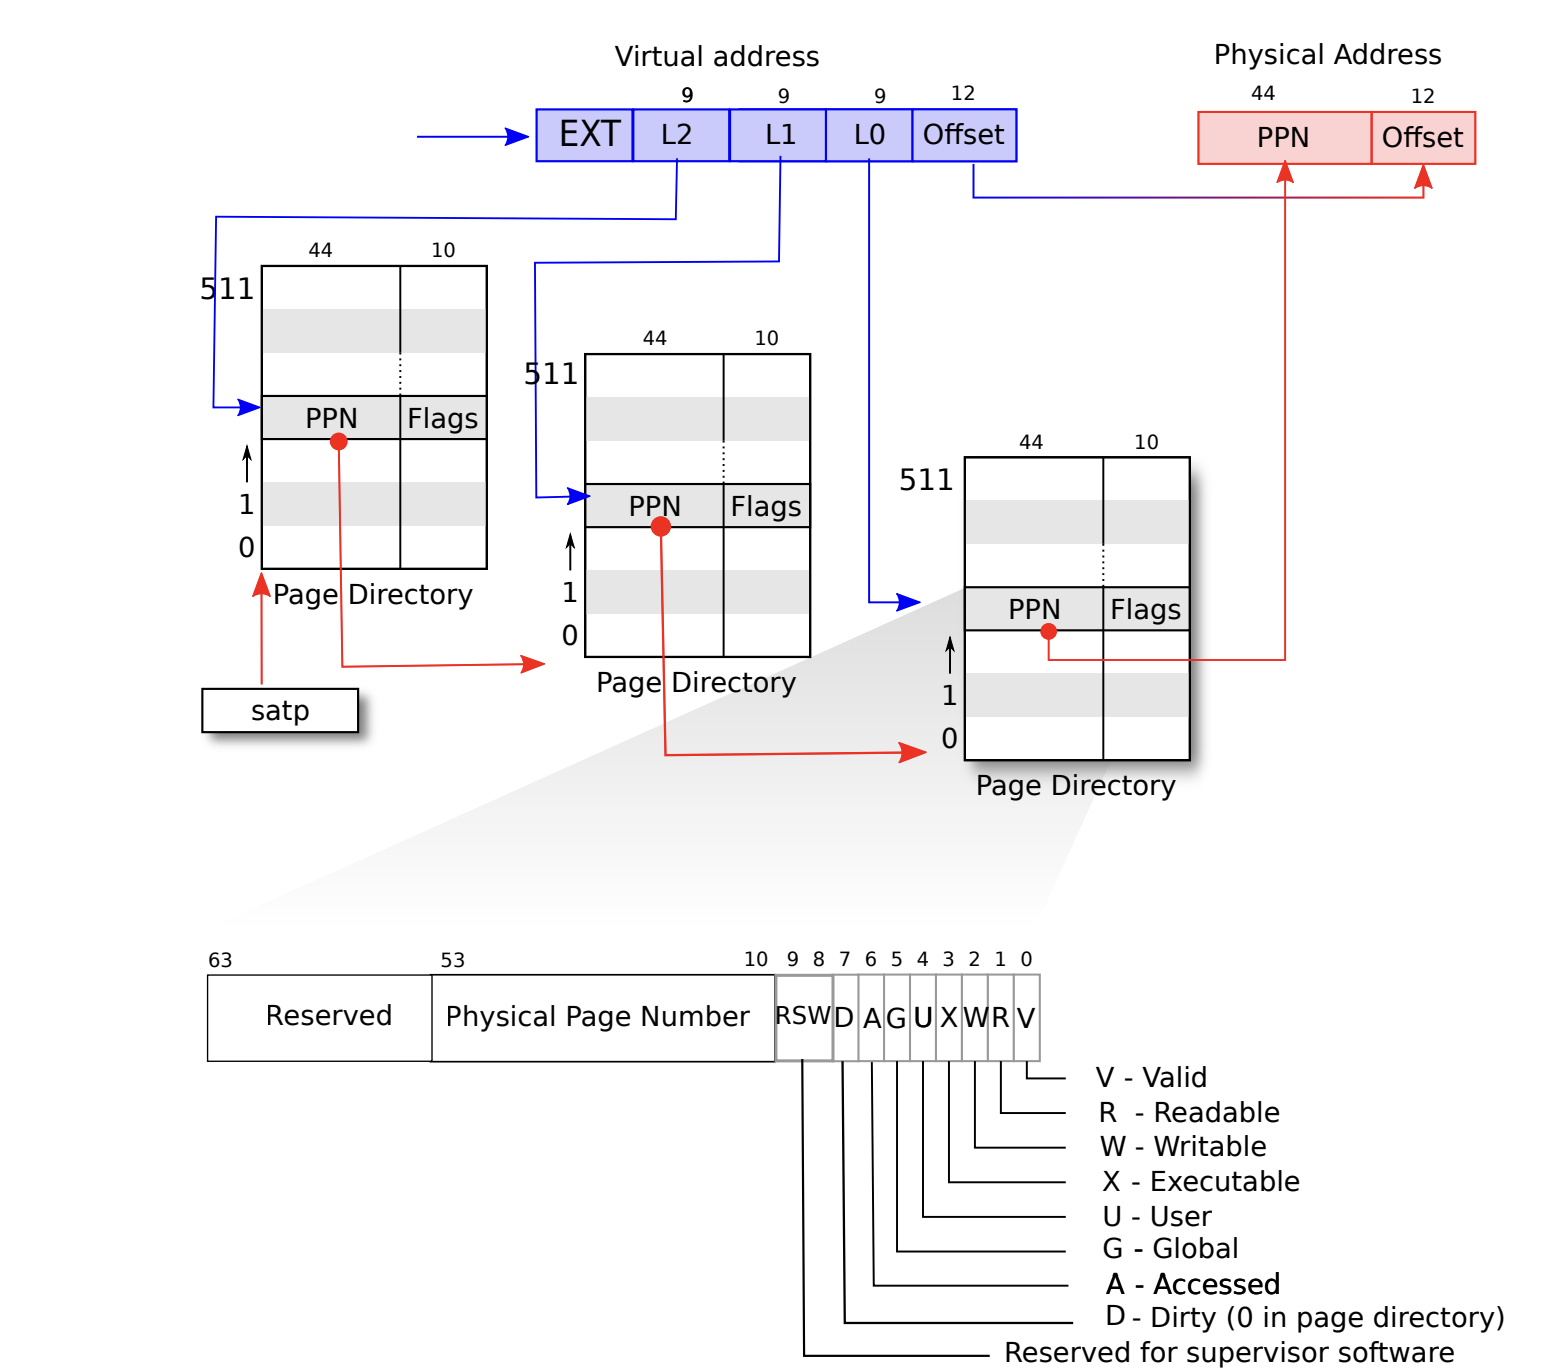 Virtual address
Physical Address
9 9 9 12
44 12
EXT L2 L1 L0 Offset
PPN Offset
44 10
511
PPN Flags
1
0
Page Directory
satp
44 10
511
PPN Flags
1
0
Page Directory
44 10
511
PPN Flags
1
0
Page Directory
63 53 10 9 8 7 6 5 4 3 2 1 0
Reserved Physical Page Number RSW D A G U X W R V
V - Valid
R - Readable
W - Writable
X - Executable
U - User
G - Global
A - Accessed
D - Dirty (0 in page directory)
Reserved for supervisor software